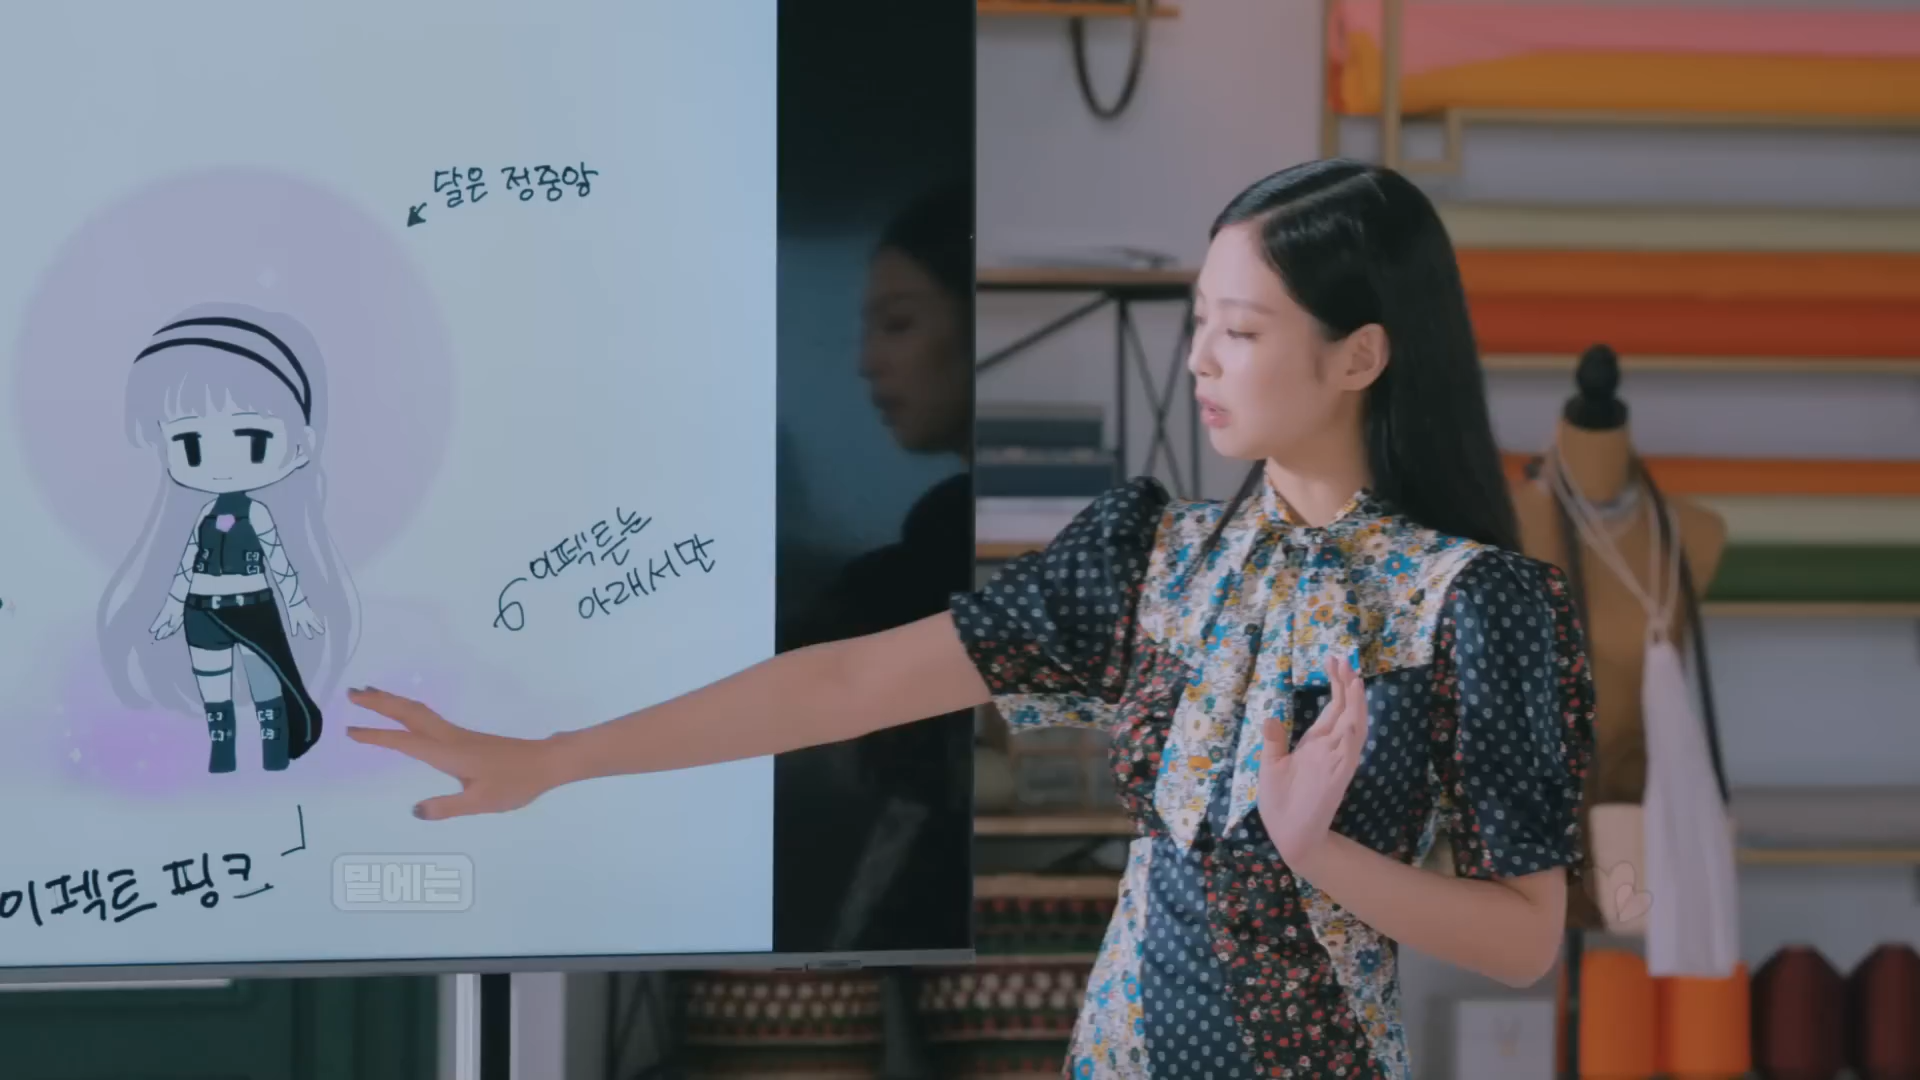 달은 정중앙
이펙트는
아래서만
이펙트 핑크
밑에는